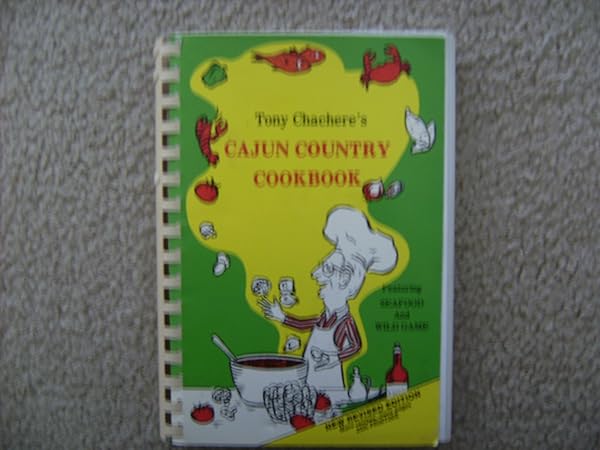 Tony Chachere's
CAJUN COUNTRY
COOKBOOK
Featuring
SEAFOOD
And
WILD GAME
NEW REVISED EDITION